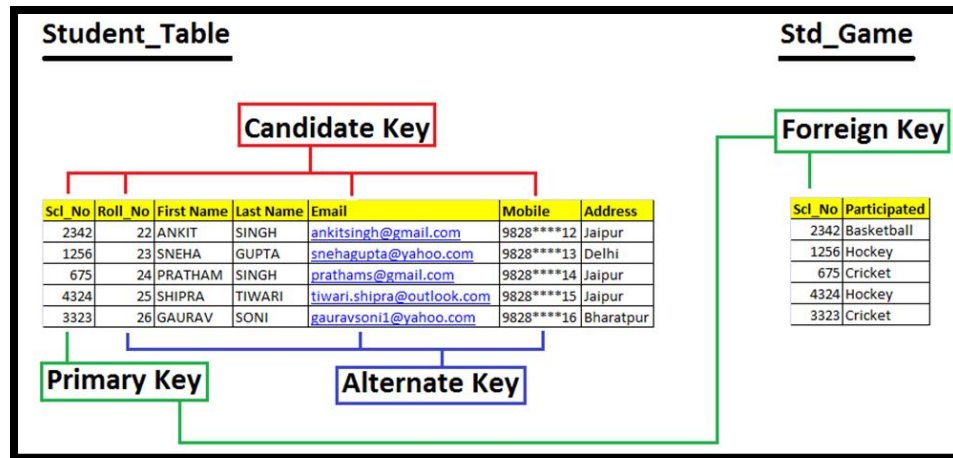 Student_Table
Std_Game
Candidate Key
Forreign Key
Scl_No Roll_No First Name Last Name Email Mobile Address
2342 22 ANKIT SINGH ankitsingh@gmail.com 9828****12 Jaipur
1256 23 SNEHA GUPTA snehagupta@yahoo.com 9828****13 Delhi
675 24 PRATHAM SINGH prathams@gmail.com 9828****14 Jaipur
4324 25 SHIPRA TIWARI tiwari.shipra@outlook.com 9828****15 Jaipur
3323 26 GAURAV SONI gauravsoni1@yahoo.com 9828****16 Bharatpur
Scl_No Participated
2342 Basketball
1256 Hockey
675 Cricket
4324 Hockey
3323 Cricket
Primary Key
Alternate Key